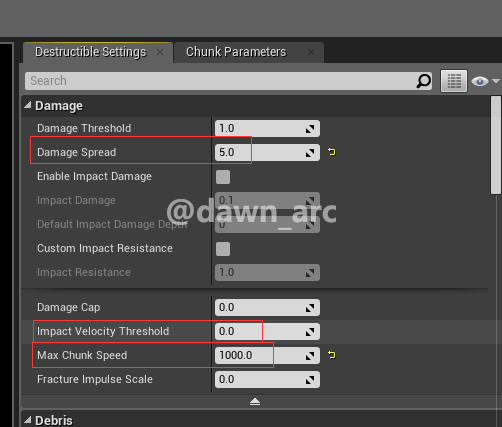 Destructible Settings Chunk Parameters
Search
Damage
Damage Threshold 1.0
Damage Spread 5.0
Enable Impact Damage
Impact Damage 0.1
@dawn_arc
Default Impact Damage Depth 0
Custom Impact Resistance
Impact Resistance 1.0
Damage Cap 0.0
Impact Velocity Threshold 0.0
Max Chunk Speed 1000.0
Fracture Impulse Scale 0.0
Debris